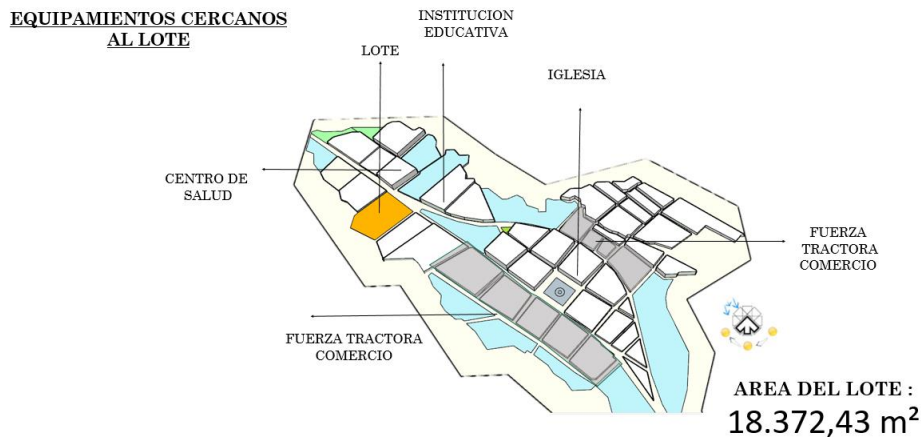 EQUIPAMIENTOS CERCANOS
AL LOTE
INSTITUCION
EDUCATIVA
LOTE
IGLESIA
CENTRO DE
SALUD
FUERZA
TRACTORA
COMERCIO
FUERZA TRACTORA
COMERCIO
AREA DEL LOTE :
18.372,43 m²